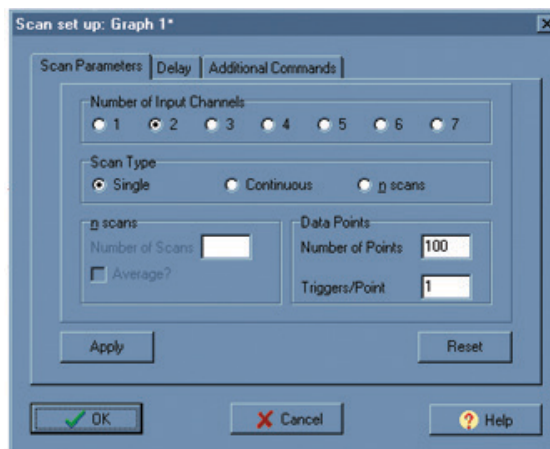 Scan set up: Graph 1*
Scan Parameters Delay Additional Commands
Number of Input Channels
1 2 3 4 5 6 7
Scan Type
Single Continuous n scans
n scans
Number of Scans
Average?
Data Points
Number of Points 100
Triggers/Point 1
Apply Reset
OK Cancel Help